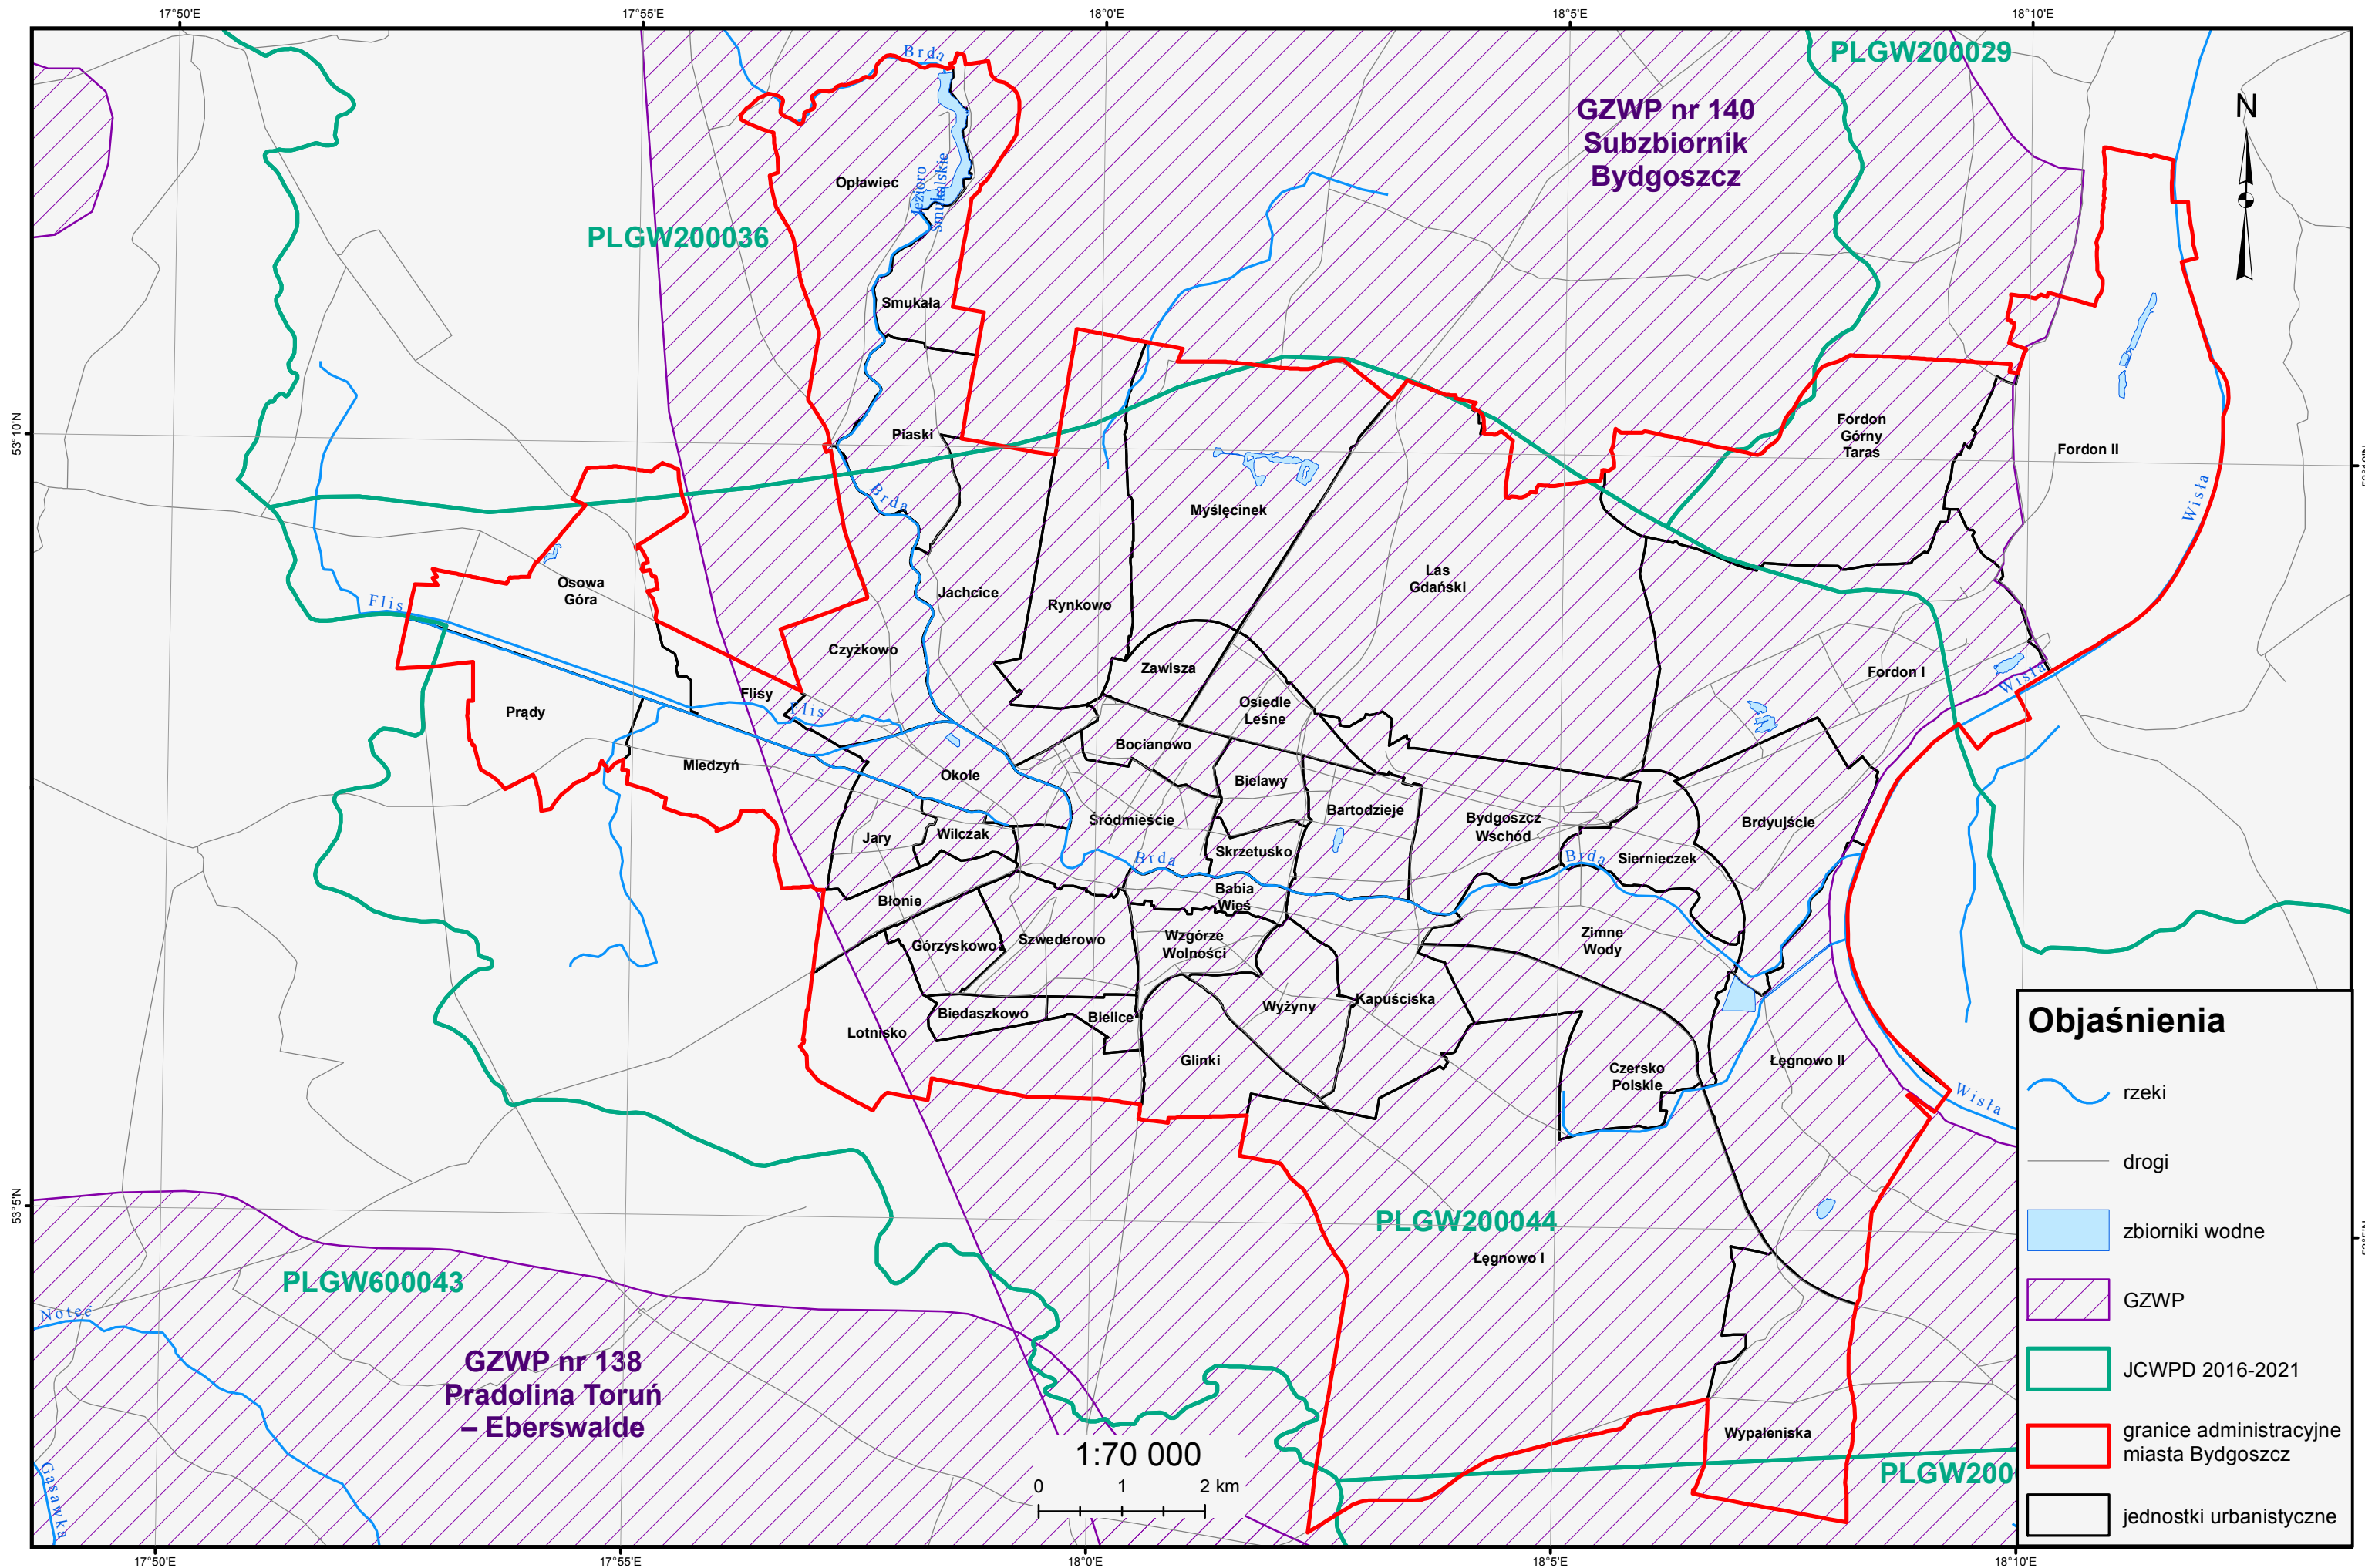 17°50'E
17°55'E
18°0'E
18°5'E
18°10'E
PLGW200029
Brda
GZWP nr 140
Subzbiornik
Bydgoszcz
N
Opławiec
Jezioro
Smukalskie
PLGW200036
Smukała
53°10'N
Piaski
Fordon
Górny
Taras
Fordon II
Brda
Myślęcinek
Wisła
Las
Gdański
Osowa
Góra
Flis
Jachcice
Rynkowo
Czyżkowo
Zawisza
Fordon I
Wisła
Flisy
Flis
Osiedle
Leśne
Prądy
Bocianowo
Miedzyń
Okole
Bielawy
Bartodzieje
Śródmieście
Bydgoszcz
Wschód
Brdyujście
Jary
Wilczak
Skrzetusko
Brda
Brda
Siernieczek
Babia
Wieś
Błonie
Górzyskowo
Szwederowo
Wzgórze
Wolności
Zimne
Wody
Kapuściska
Wyżyny
Biedaszkowo
Bielice
Lotnisko
Glinki
Czersko
Polskie
Łęgnowo II
Wisła
53°5'N
PLGW200044
Łęgnowo I
PLGW600043
Noteć
GZWP nr 138
Pradolina Toruń
– Eberswalde
Gąsawka
Wypaleniska
PLGW200
1:70 000
0 1 2 km
Objaśnienia
rzeki
drogi
zbiorniki wodne
GZWP
JCWPD 2016-2021
granice administracyjne
miasta Bydgoszcz
jednostki urbanistyczne
17°50'E
17°55'E
18°0'E
18°5'E
18°10'E